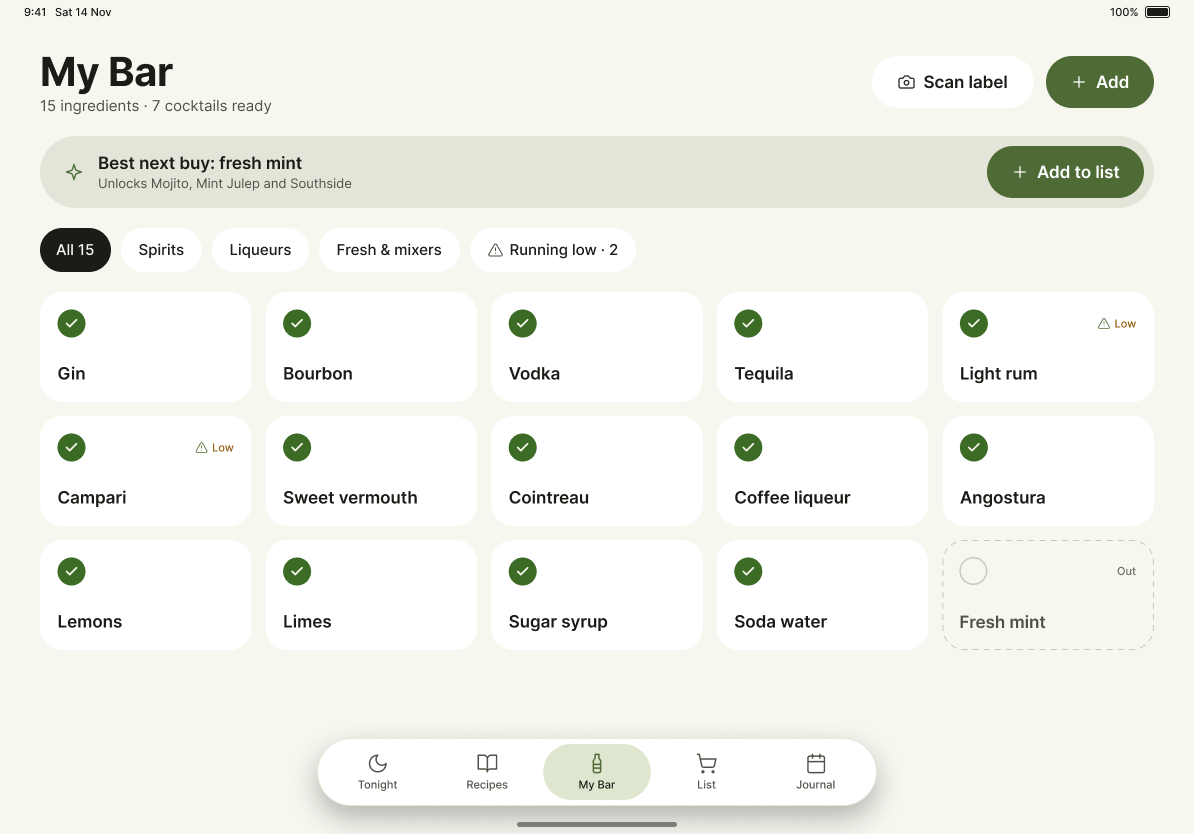 9:41 Sat 14 Nov
100%
My Bar
15 ingredients · 7 cocktails ready
Scan label
Add
Best next buy: fresh mint
Unlocks Mojito, Mint Julep and Southside
Add to list
All 15
Spirits
Liqueurs
Fresh & mixers
Running low · 2
Gin
Bourbon
Vodka
Tequila
Low
Light rum
Low
Campari
Sweet vermouth
Cointreau
Coffee liqueur
Angostura
Lemons
Limes
Sugar syrup
Soda water
Out
Fresh mint
Tonight
Recipes
My Bar
List
Journal